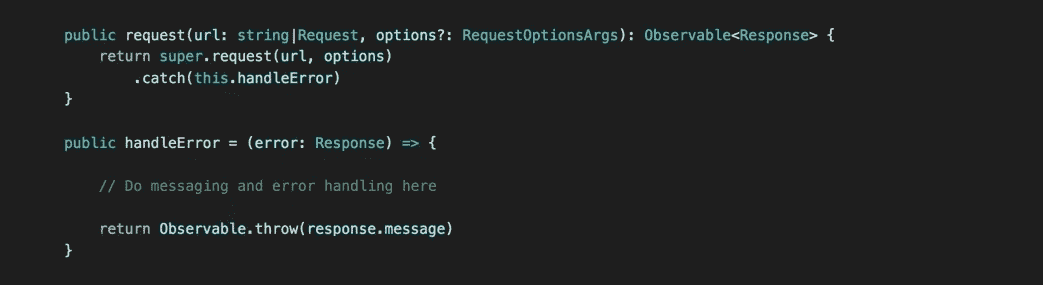 public request(url: string|Request, options?: RequestOptionsArgs): Observable<Response> {
return super.request(url, options)
.catch(this.handleError)
}
public handleError = (error: Response) => {
// Do messaging and error handling here
return Observable.throw(response.message)
}